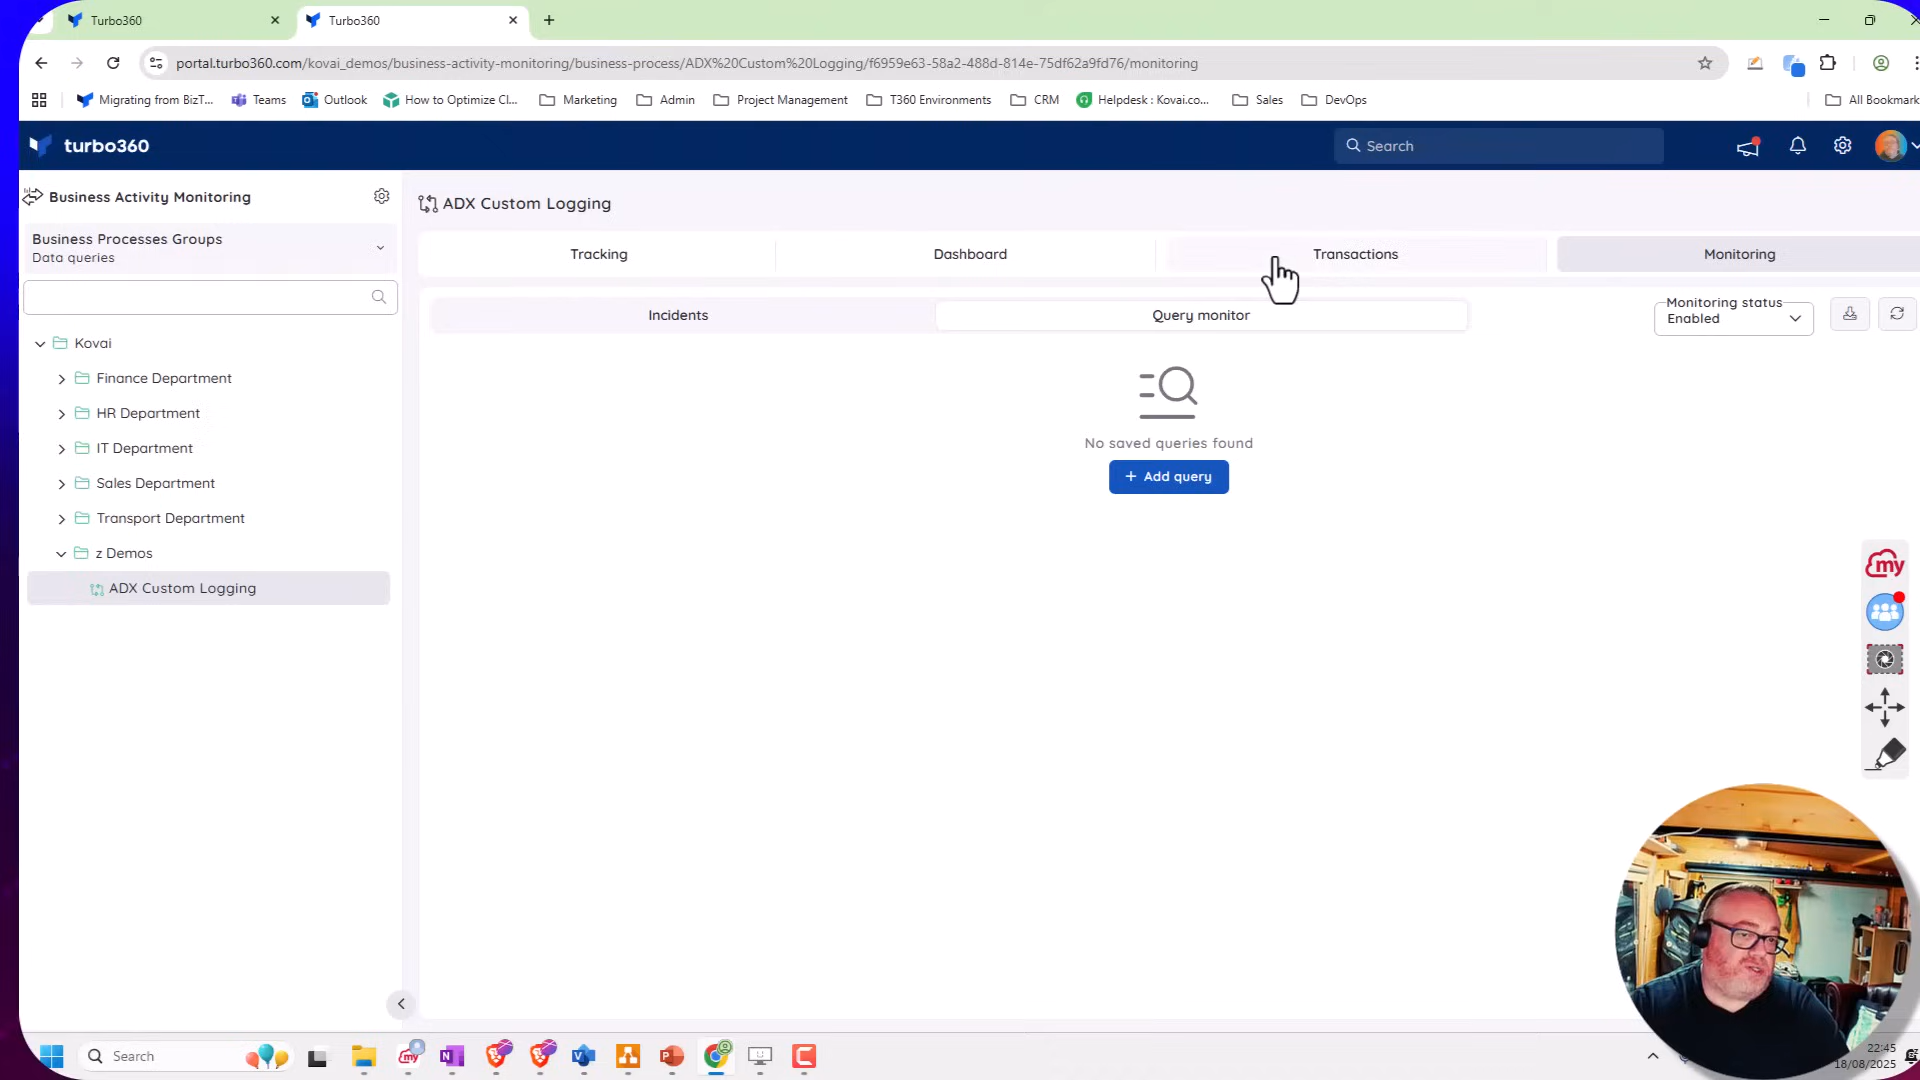 Turbo360
Turbo360
portal.turbo360.com/kovai_demos/business-activity-monitoring/business-process/ADX%20Custom%20Logging/f6959e63-58a2-488d-814e-75df62a9fd76/monitoring
Migrating from BizT...
Teams
Outlook
How to Optimize Cl...
Marketing
Admin
Project Management
T360 Environments
CRM
Helpdesk : Kovai.co...
Sales
DevOps
All Bookmark
turbo360
Search
Business Activity Monitoring
ADX Custom Logging
Business Processes Groups
Data queries
Tracking
Dashboard
Transactions
Monitoring
Incidents
Query monitor
Monitoring status
Enabled
Kovai
Finance Department
HR Department
IT Department
Sales Department
Transport Department
z Demos
ADX Custom Logging
No saved queries found
+ Add query
my
Search
my
22:45
18/08/2025